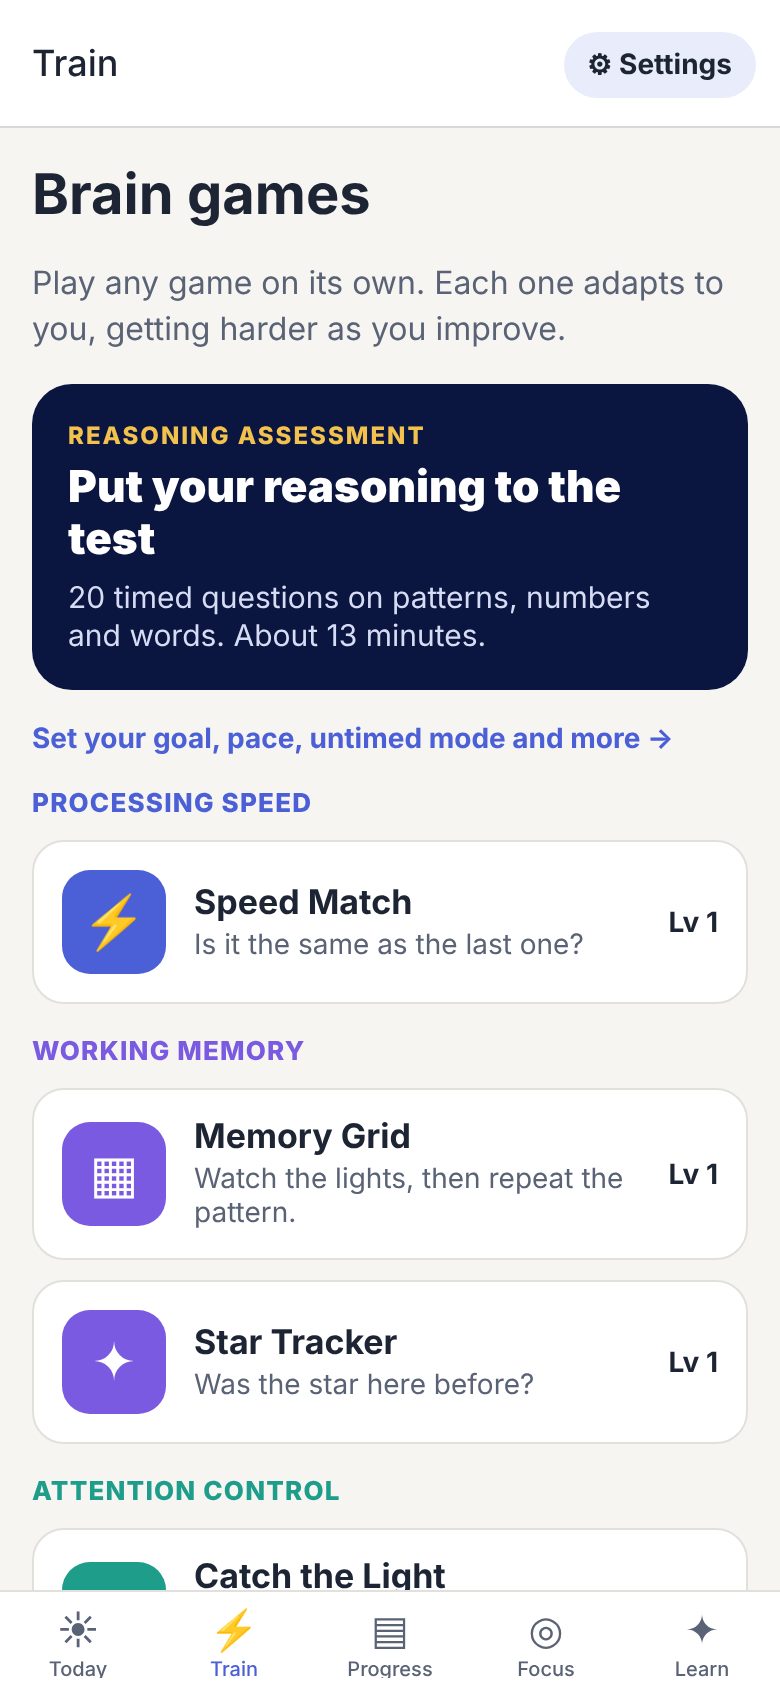 Train
⚙ Settings
Brain games
Play any game on its own. Each one adapts to
you, getting harder as you improve.
REASONING ASSESSMENT
Put your reasoning to the
test
20 timed questions on patterns, numbers
and words. About 13 minutes.
Set your goal, pace, untimed mode and more →
PROCESSING SPEED
Speed Match
Is it the same as the last one?
Lv 1
WORKING MEMORY
Memory Grid
Watch the lights, then repeat the
pattern.
Lv 1
Star Tracker
Was the star here before?
Lv 1
ATTENTION CONTROL
Catch the Light
Today
Train
Progress
Focus
Learn